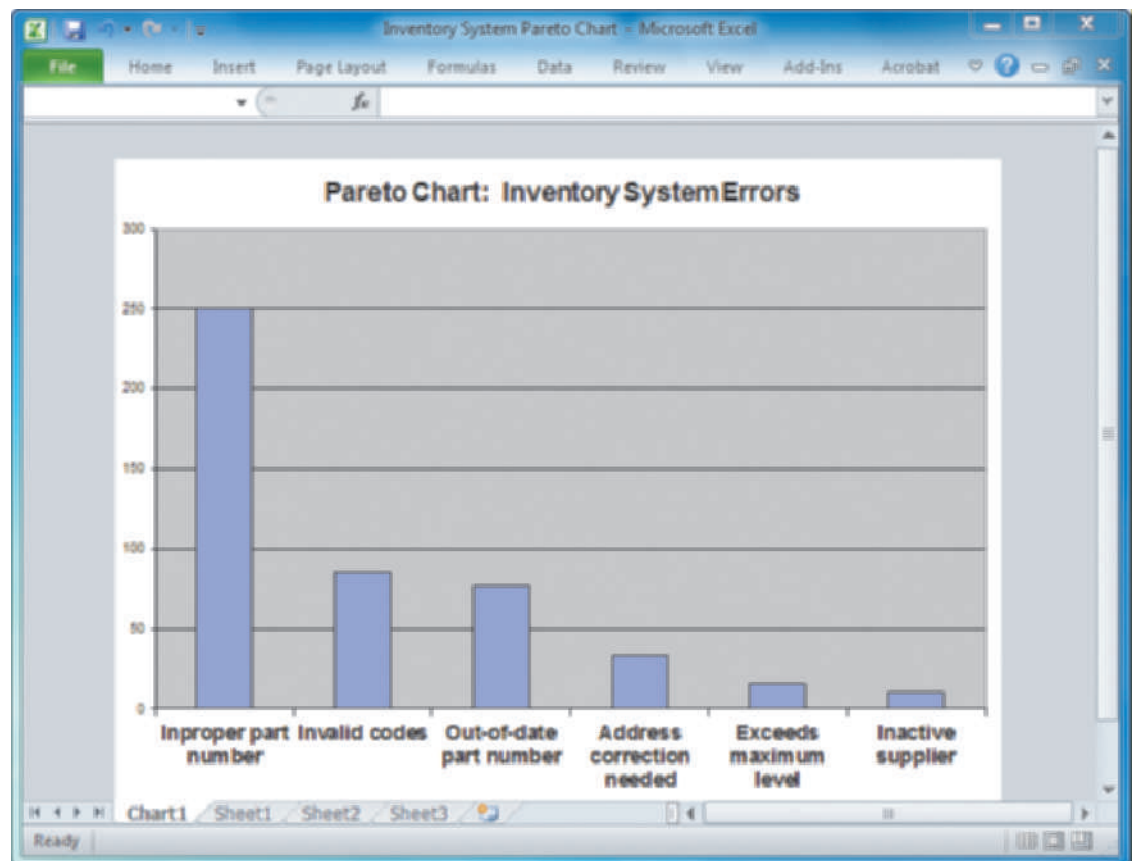 Inventory System Pareto Chart - Microsoft Excel
File Home Insert Page Layout Formulas Data Review View Add-Ins Acrobat
fx
Pareto Chart: Inventory System Errors
300
250
200
150
100
50
0
Inproper part number
Invalid codes
Out-of-date part number
Address correction needed
Exceeds maximum level
Inactive supplier
Chart1 Sheet1 Sheet2 Sheet3
Ready